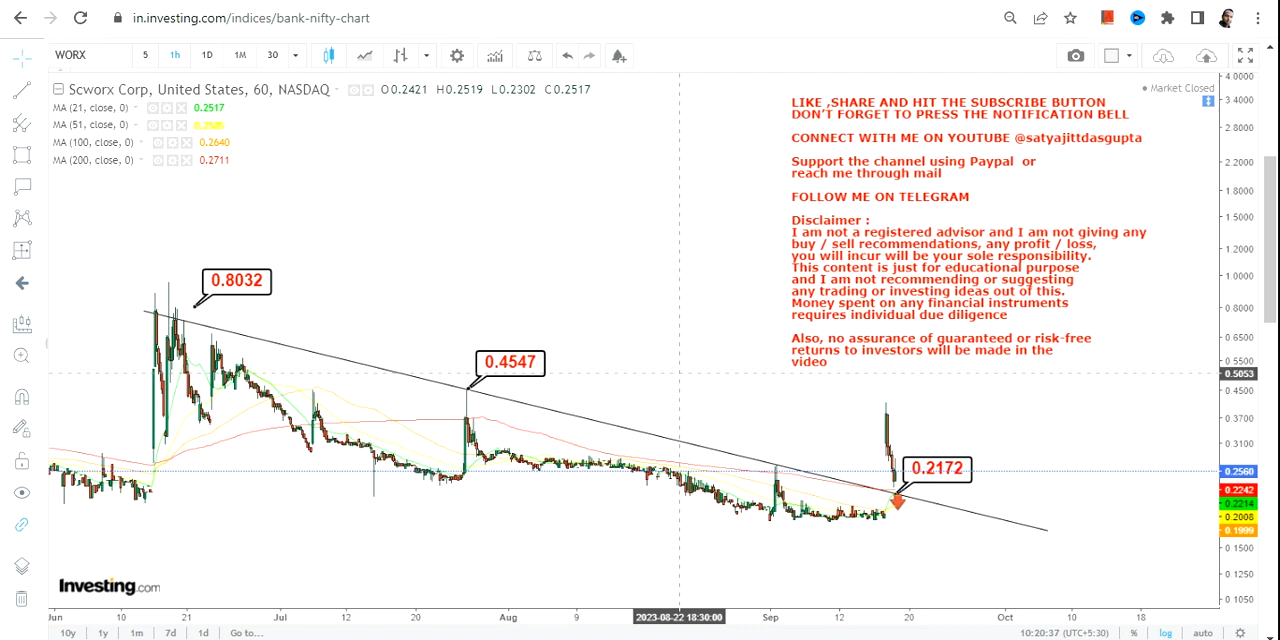 in.investing.com/indices/bank-nifty-chart
WORX
5
1h
1D
1M
30
Scworx Corp, United States, 60, NASDAQ
O0.2421 H0.2519 L0.2302 C0.2517
MA (21, close, 0)
0.2517
MA (51, close, 0)
MA (100, close, 0)
0.2640
MA (200, close, 0)
0.2711
Market Closed
LIKE ,SHARE AND HIT THE SUBSCRIBE BUTTON
DON'T FORGET TO PRESS THE NOTIFICATION BELL
CONNECT WITH ME ON YOUTUBE @satyajittdasgupta
Support the channel using Paypal or
reach me through mail
FOLLOW ME ON TELEGRAM
Disclaimer :
I am not a registered advisor and I am not giving any
buy / sell recommendations, any profit / loss,
you will incur will be your sole responsibility.
This content is just for educational purpose
and I am not recommending or suggesting
any trading or investing ideas out of this.
Money spent on any financial instruments
requires individual due diligence
Also, no assurance of guaranteed or risk-free
returns to investors will be made in the
video
0.8032
0.4547
0.2172
4.0000
3.4000
2.8000
2.2000
1.8000
1.5000
1.2000
1.0000
0.8000
0.6500
0.5500
0.5053
0.4500
0.3700
0.3100
0.2560
0.2242
0.2214
0.2008
0.1999
0.1500
0.1250
0.1050
Investing.com
Jun
10
21
Jul
12
24
Aug
9
2023-08-22 18:30:00
Sep
12
20
Oct
10
18
10y
1y
1m
7d
1d
Go to...
10:20:37 (UTC+5:30)
%
log
auto